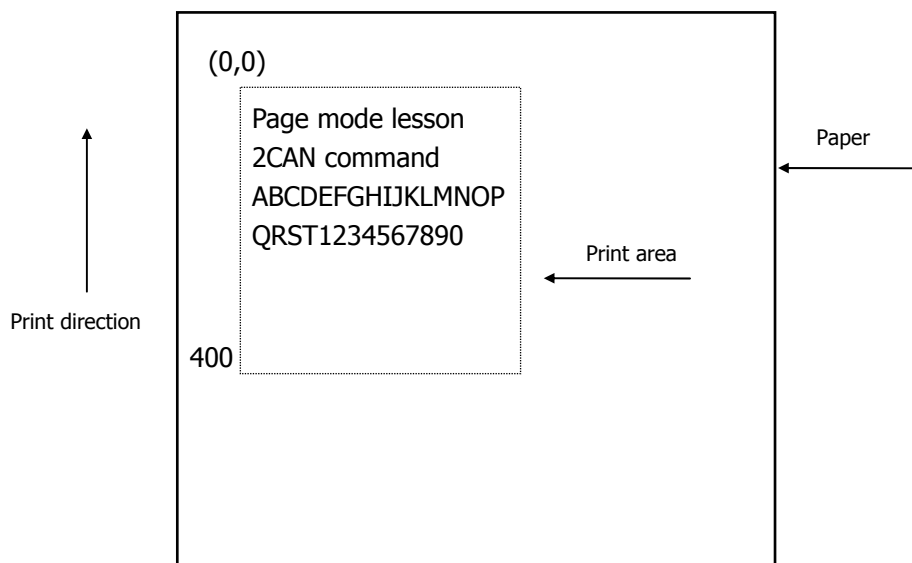 (0,0)
Page mode lesson
2CAN command
ABCDEFGHIJKLMNOP
QRST1234567890
400
Print direction
Print area
Paper